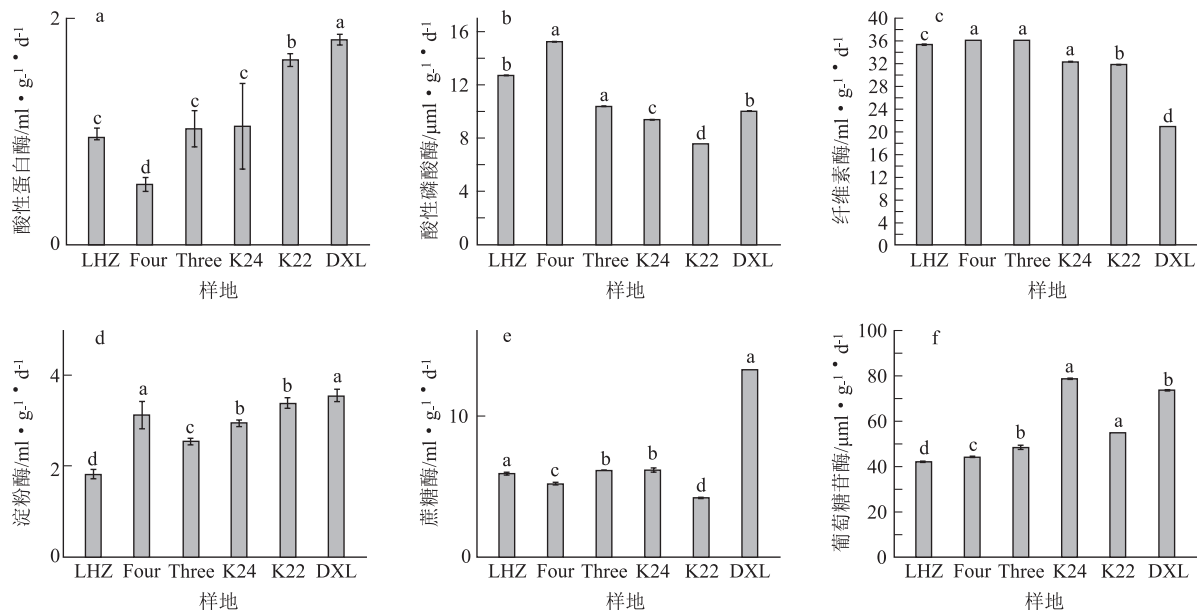 a
酸性蛋白酶/ml•g-1•d-1
2
1
0
c
d
c
c
b
a
LHZ Four Three K24 K22 DXL
样地
b
酸性磷酸酶/μml•g-1•d-1
16
12
8
4
0
b
a
a
c
d
b
LHZ Four Three K24 K22 DXL
样地
c
纤维素酶/ml•g-1•d-1
40
36
32
28
24
20
16
12
8
4
0
c
a
a
a
b
d
LHZ Four Three K24 K22 DXL
样地
d
淀粉酶/ml•g-1•d-1
4
2
0
d
a
c
b
b
a
LHZ Four Three K24 K22 DXL
样地
e
蔗糖酶/ml•g-1•d-1
10
0
a
c
b
b
d
a
LHZ Four Three K24 K22 DXL
样地
f
葡萄糖苷酶/μml•g-1•d-1
100
80
60
40
20
0
d
c
b
a
a
b
LHZ Four Three K24 K22 DXL
样地